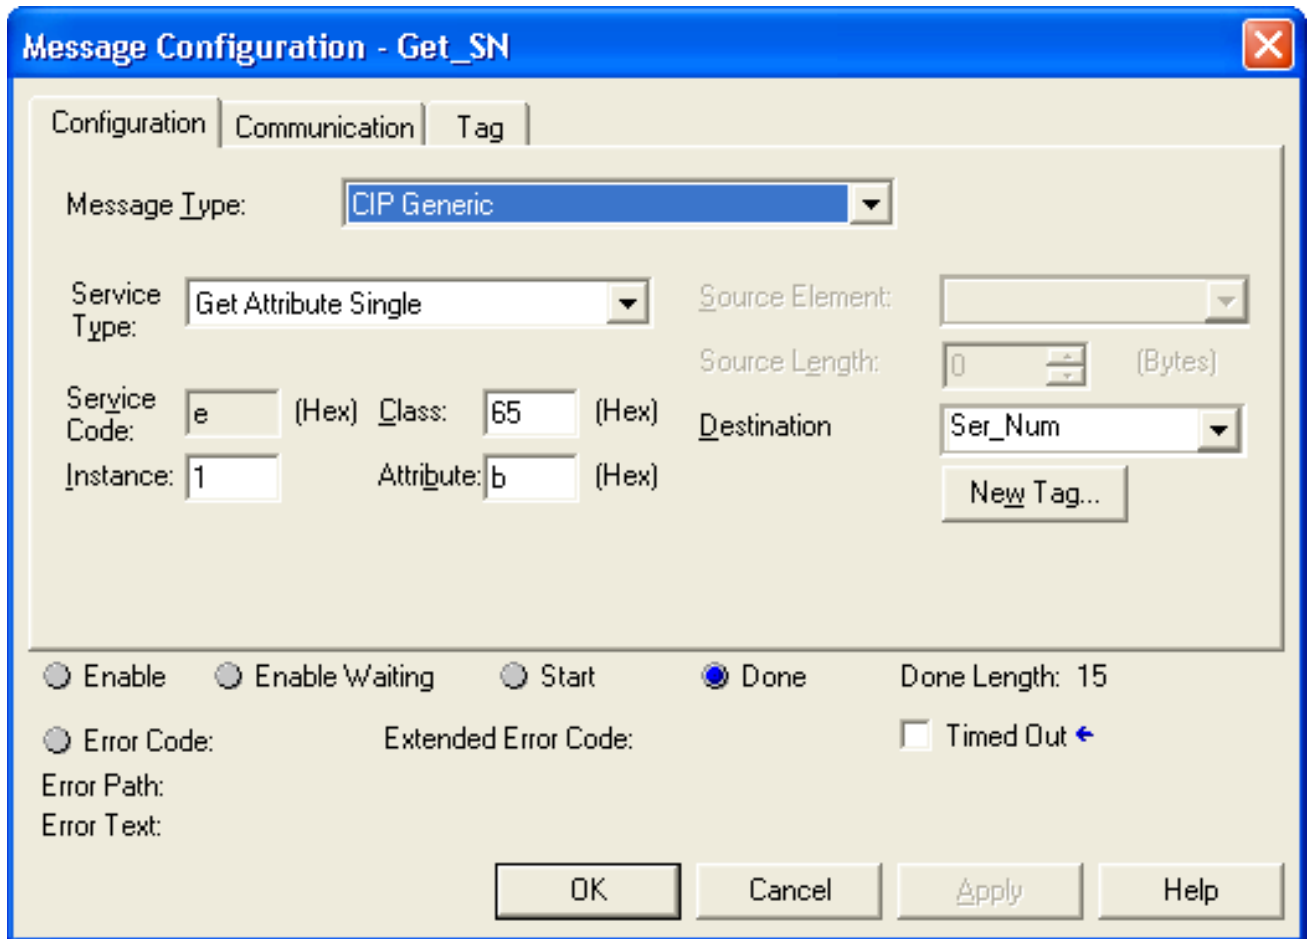 Message Configuration - Get_SN
Configuration Communication Tag
Message Type: CIP Generic
Service Type: Get Attribute Single
Source Element:
Source Length: 0 (Bytes)
Service Code: e (Hex) Class: 65 (Hex)
Destination Ser_Num
Instance: 1 Attribute: b (Hex)
New Tag...
Enable Enable Waiting Start Done Done Length: 15
Error Code: Extended Error Code: Timed Out
Error Path:
Error Text:
OK Cancel Apply Help